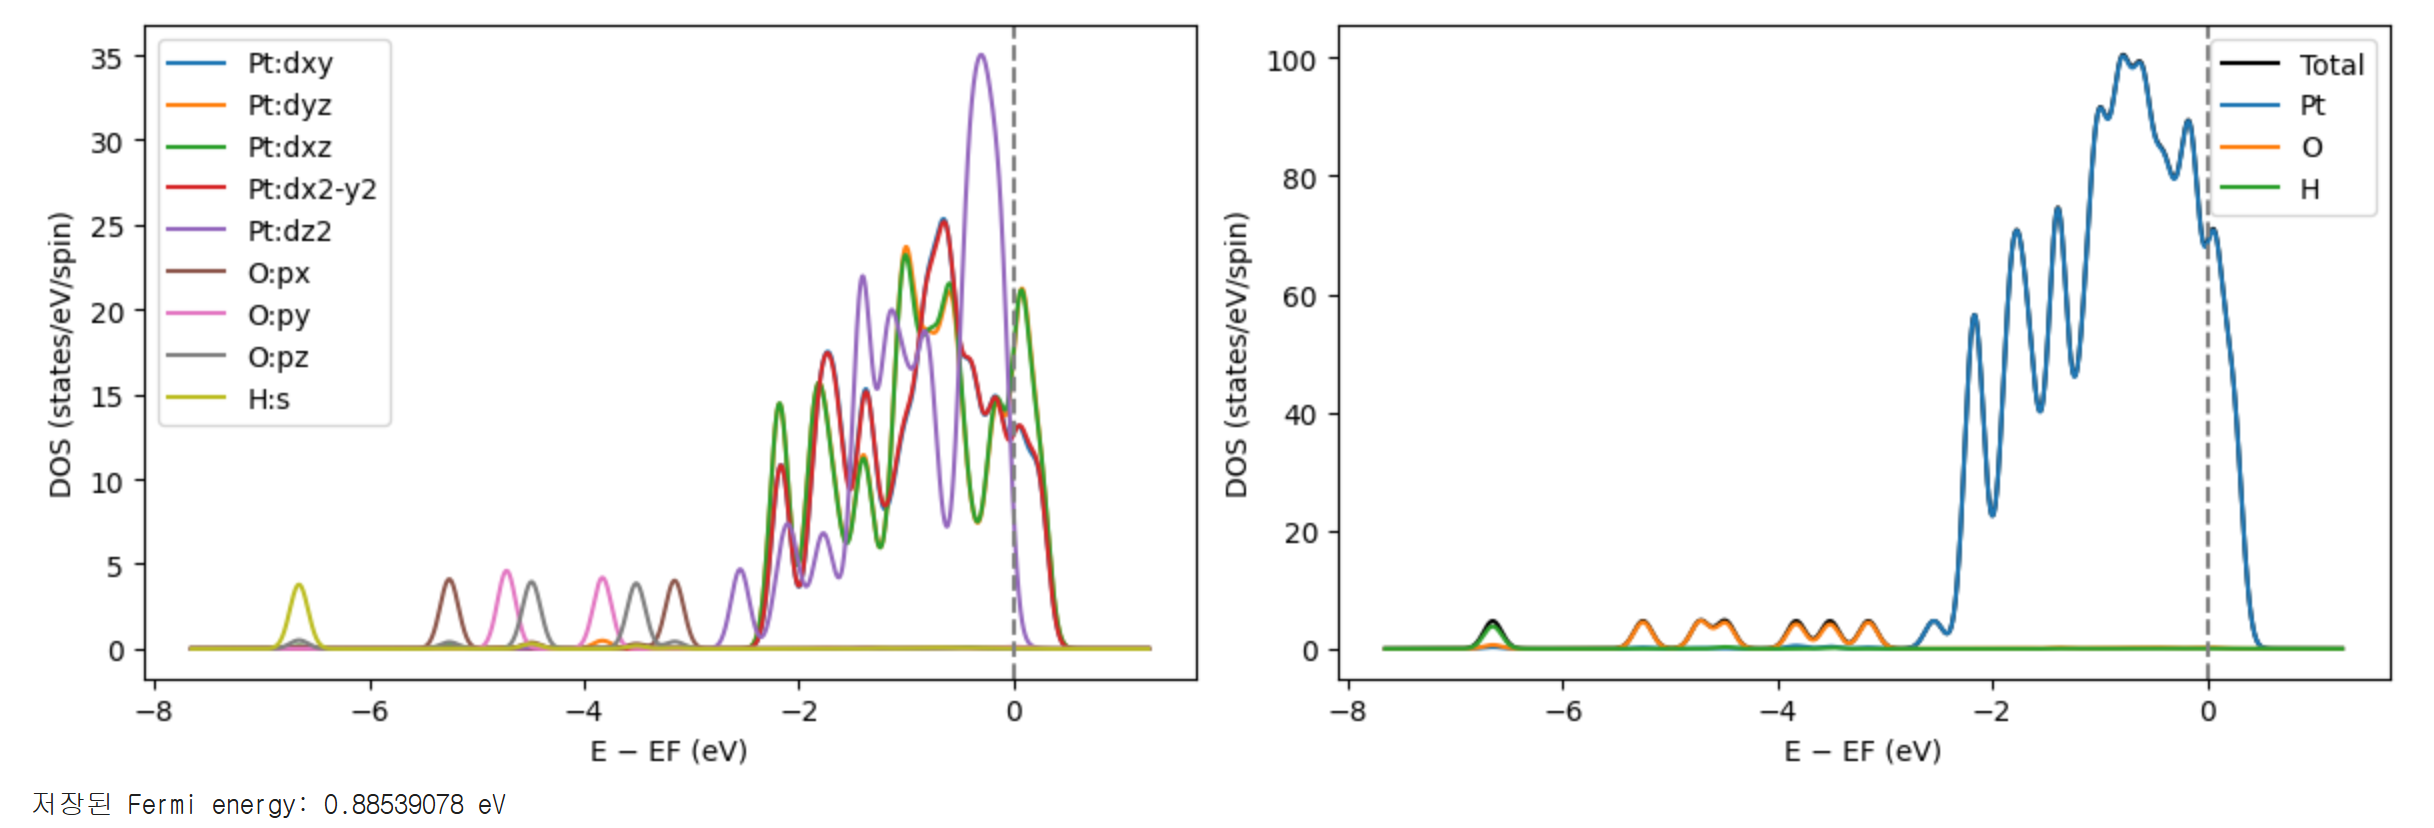 35
30
25
20
15
10
5
0
DOS (states/eV/spin)
Pt:dxy
Pt:dyz
Pt:dxz
Pt:dx2-y2
Pt:dz2
O:px
O:py
O:pz
H:s
−8 −6 −4 −2 0
E − EF (eV)
100
80
60
40
20
0
DOS (states/eV/spin)
Total
Pt
O
H
−8 −6 −4 −2 0
E − EF (eV)
저장된 Fermi energy: 0.88539078 eV